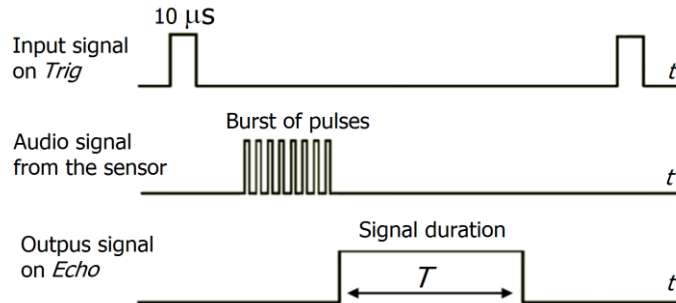 10 μs
Input signal
on Trig
t
Burst of pulses
Audio signal
from the sensor
t
Signal duration
Outpus signal
on Echo
T
t